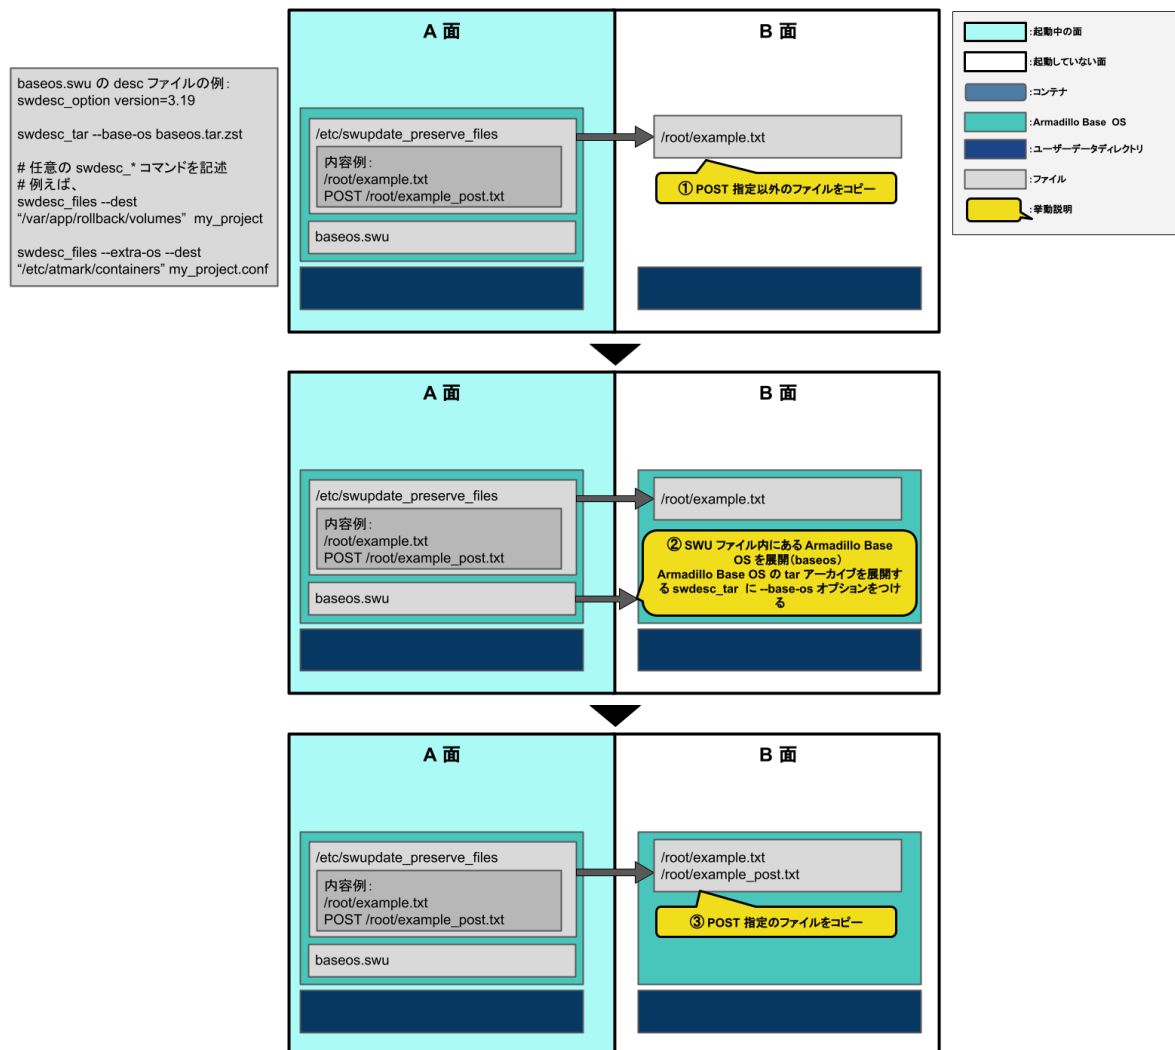 baseos.swu の desc ファイルの例:
swdesc_option version=3.19
swdesc_tar --base-os baseos.tar.zst
# 任意の swdesc_* コマンドを記述
# 例えば、
swdesc_files --dest
“/var/app/rollback/volumes” my_project
swdesc_files --extra-os --dest
“/etc/atmark/containers” my_project.conf
A 面
B 面
/etc/swupdate_preserve_files
内容例:
/root/example.txt
POST /root/example_post.txt
baseos.swu
/root/example.txt
① POST 指定以外のファイルをコピー
:起動中の面
:起動していない面
:コンテナ
:Armadillo Base OS
:ユーザーデータディレクトリ
:ファイル
:挙動説明
A 面
B 面
/etc/swupdate_preserve_files
内容例:
/root/example.txt
POST /root/example_post.txt
baseos.swu
/root/example.txt
② SWU ファイル内にある Armadillo Base
OS を展開(baseos)
Armadillo Base OS の tar アーカイブを展開す
る swdesc_tar に --base-os オプションをつけ
る
A 面
B 面
/etc/swupdate_preserve_files
内容例:
/root/example.txt
POST /root/example_post.txt
baseos.swu
/root/example.txt
/root/example_post.txt
③ POST 指定のファイルをコピー